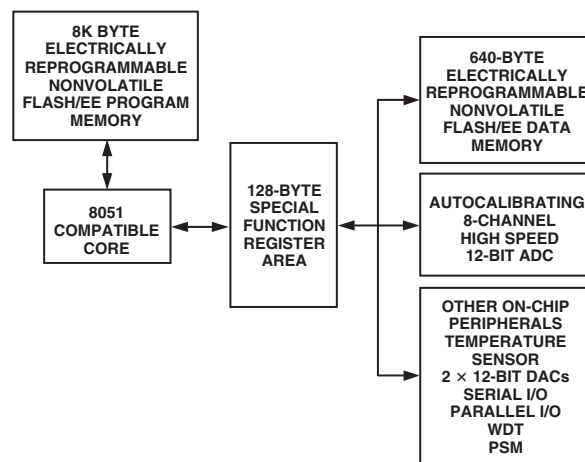 8K BYTE
ELECTRICALLY
REPROGRAMMABLE
NONVOLATILE
FLASH/EE PROGRAM
MEMORY
8051
COMPATIBLE
CORE
128-BYTE
SPECIAL
FUNCTION
REGISTER
AREA
640-BYTE
ELECTRICALLY
REPROGRAMMABLE
NONVOLATILE
FLASH/EE DATA
MEMORY
AUTOCALIBRATING
8-CHANNEL
HIGH SPEED
12-BIT ADC
OTHER ON-CHIP
PERIPHERALS
TEMPERATURE
SENSOR
2 × 12-BIT DACs
SERIAL I/O
PARALLEL I/O
WDT
PSM